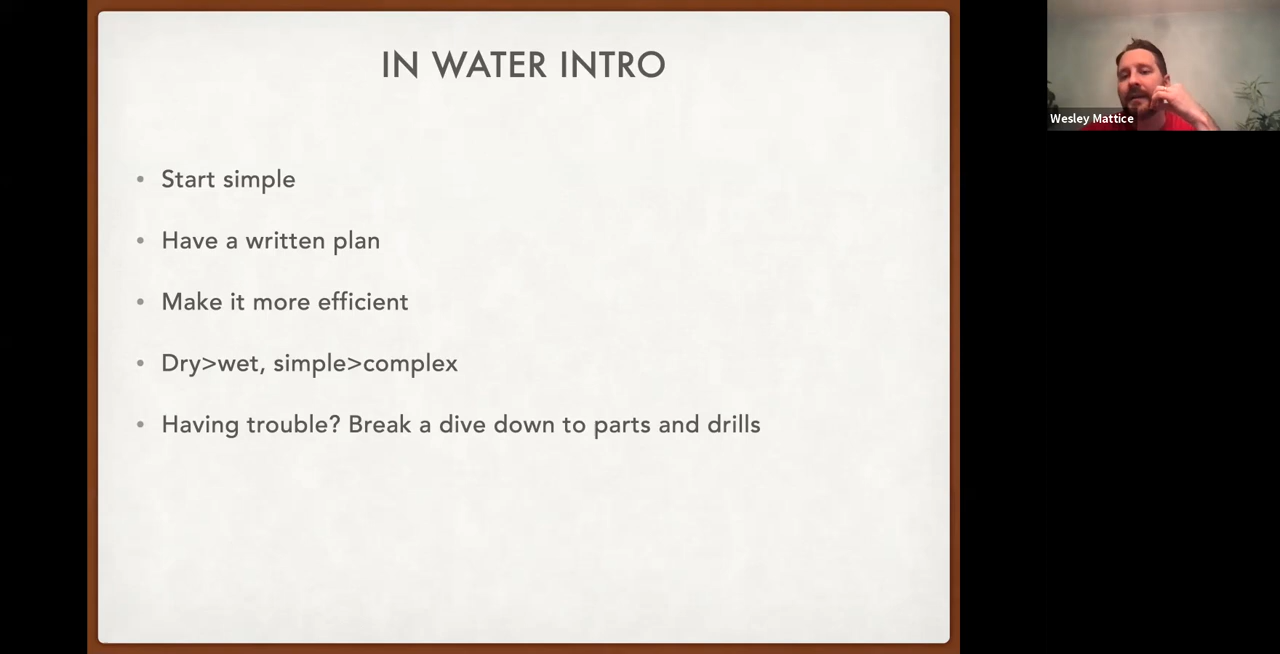 IN WATER INTRO
• Start simple
• Have a written plan
• Make it more efficient
• Dry>wet, simple>complex
• Having trouble? Break a dive down to parts and drills
Wesley Mattice